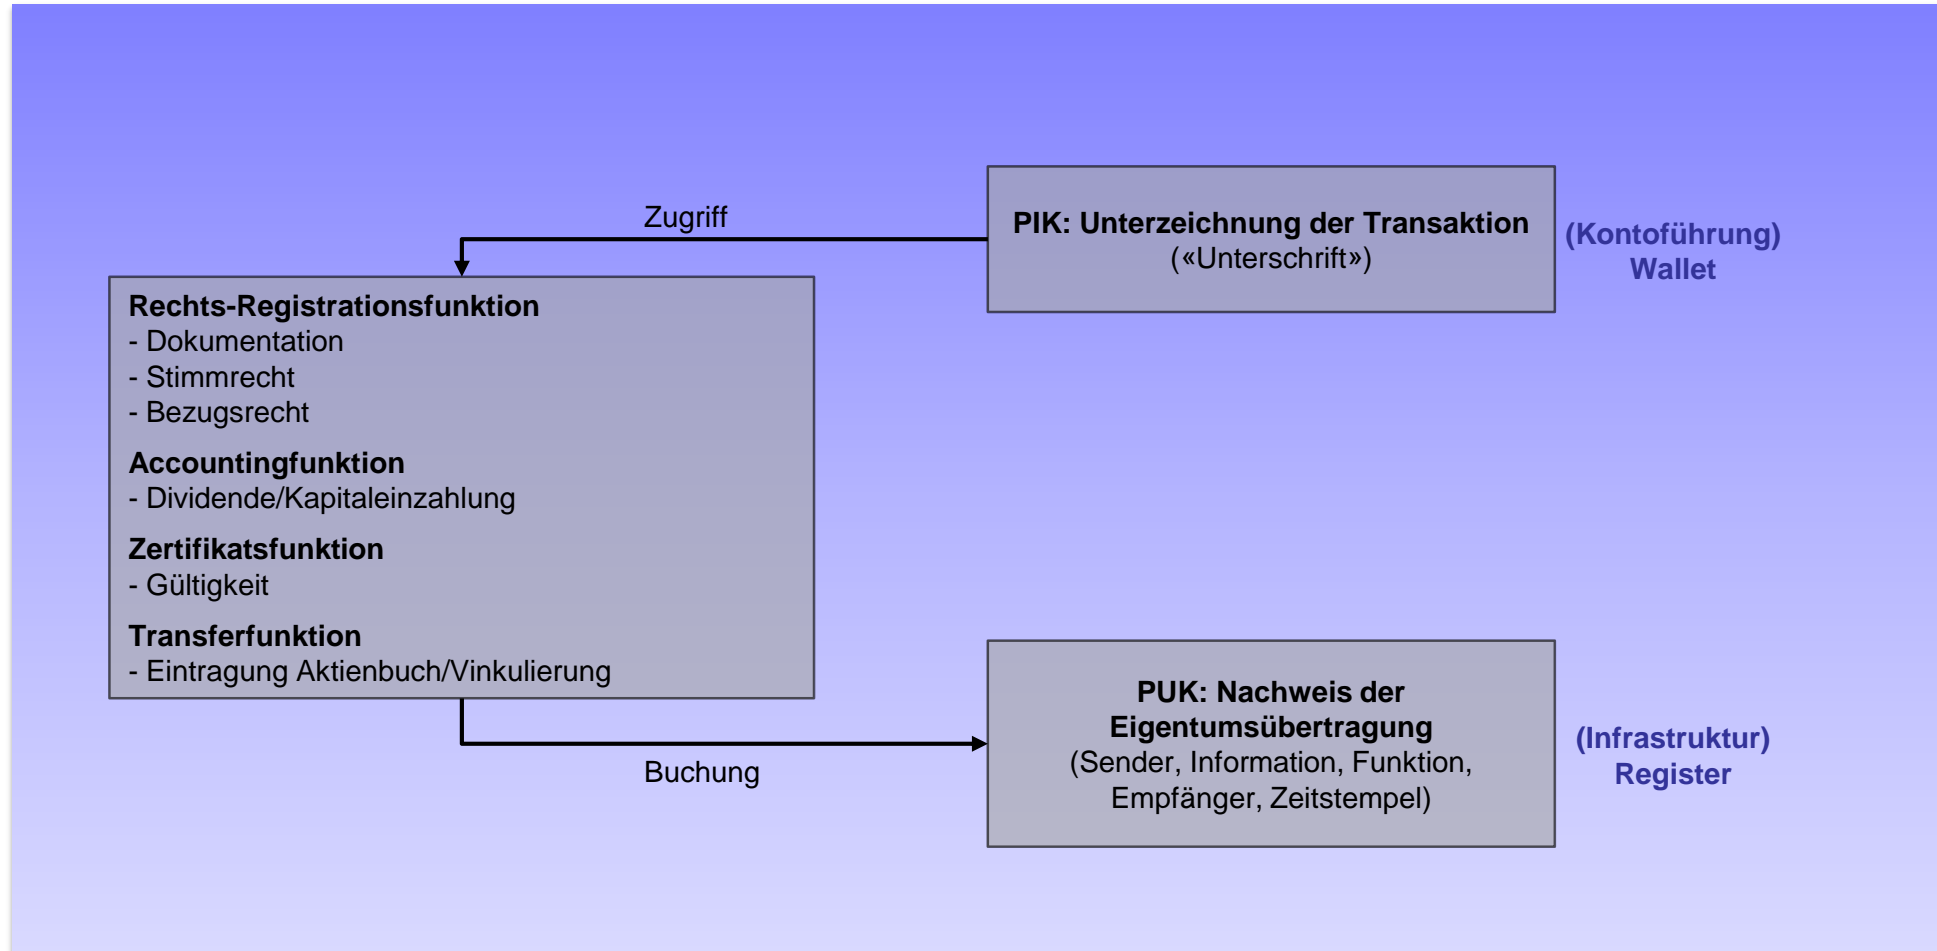 Zugriff
PIK: Unterzeichnung der Transaktion
(«Unterschrift»)
(Kontoführung)
Wallet
Rechts-Registrationsfunktion
- Dokumentation
- Stimmrecht
- Bezugsrecht
Accountingfunktion
- Dividende/Kapitaleinzahlung
Zertifikatsfunktion
- Gültigkeit
Transferfunktion
- Eintragung Aktienbuch/Vinkulierung
Buchung
PUK: Nachweis der
Eigentumsübertragung
(Sender, Information, Funktion,
Empfänger, Zeitstempel)
(Infrastruktur)
Register